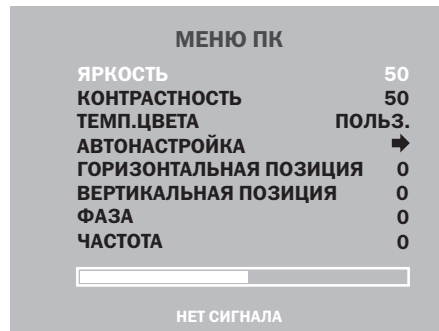 МЕНЮ ПК
ЯРКОСТЬ 50
КОНТРАСТНОСТЬ 50
ТЕМП.ЦВЕТА ПОЛЬЗ.
АВТОНАСТРОЙКА ➡
ГОРИЗОНТАЛЬНАЯ ПОЗИЦИЯ 0
ВЕРТИКАЛЬНАЯ ПОЗИЦИЯ 0
ФАЗА 0
ЧАСТОТА 0
НЕТ СИГНАЛА